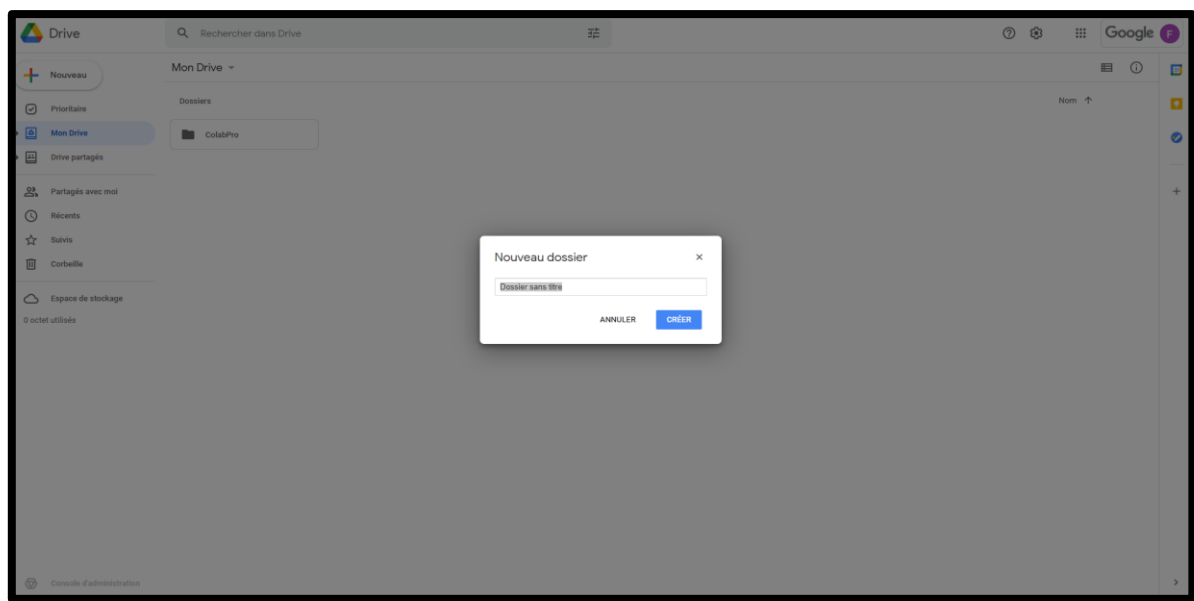 Drive
Rechercher dans Drive
Google F
Nouveau
Mon Drive
Prioritaire
Mon Drive
Drive partagés
Partagés avec moi
Récents
Suivis
Corbeille
Espace de stockage
0 octet utilisés
Dossiers
Nom
ColabPro
Nouveau dossier
Dossier sans titre
ANNULER CRÉER
Console d'administration